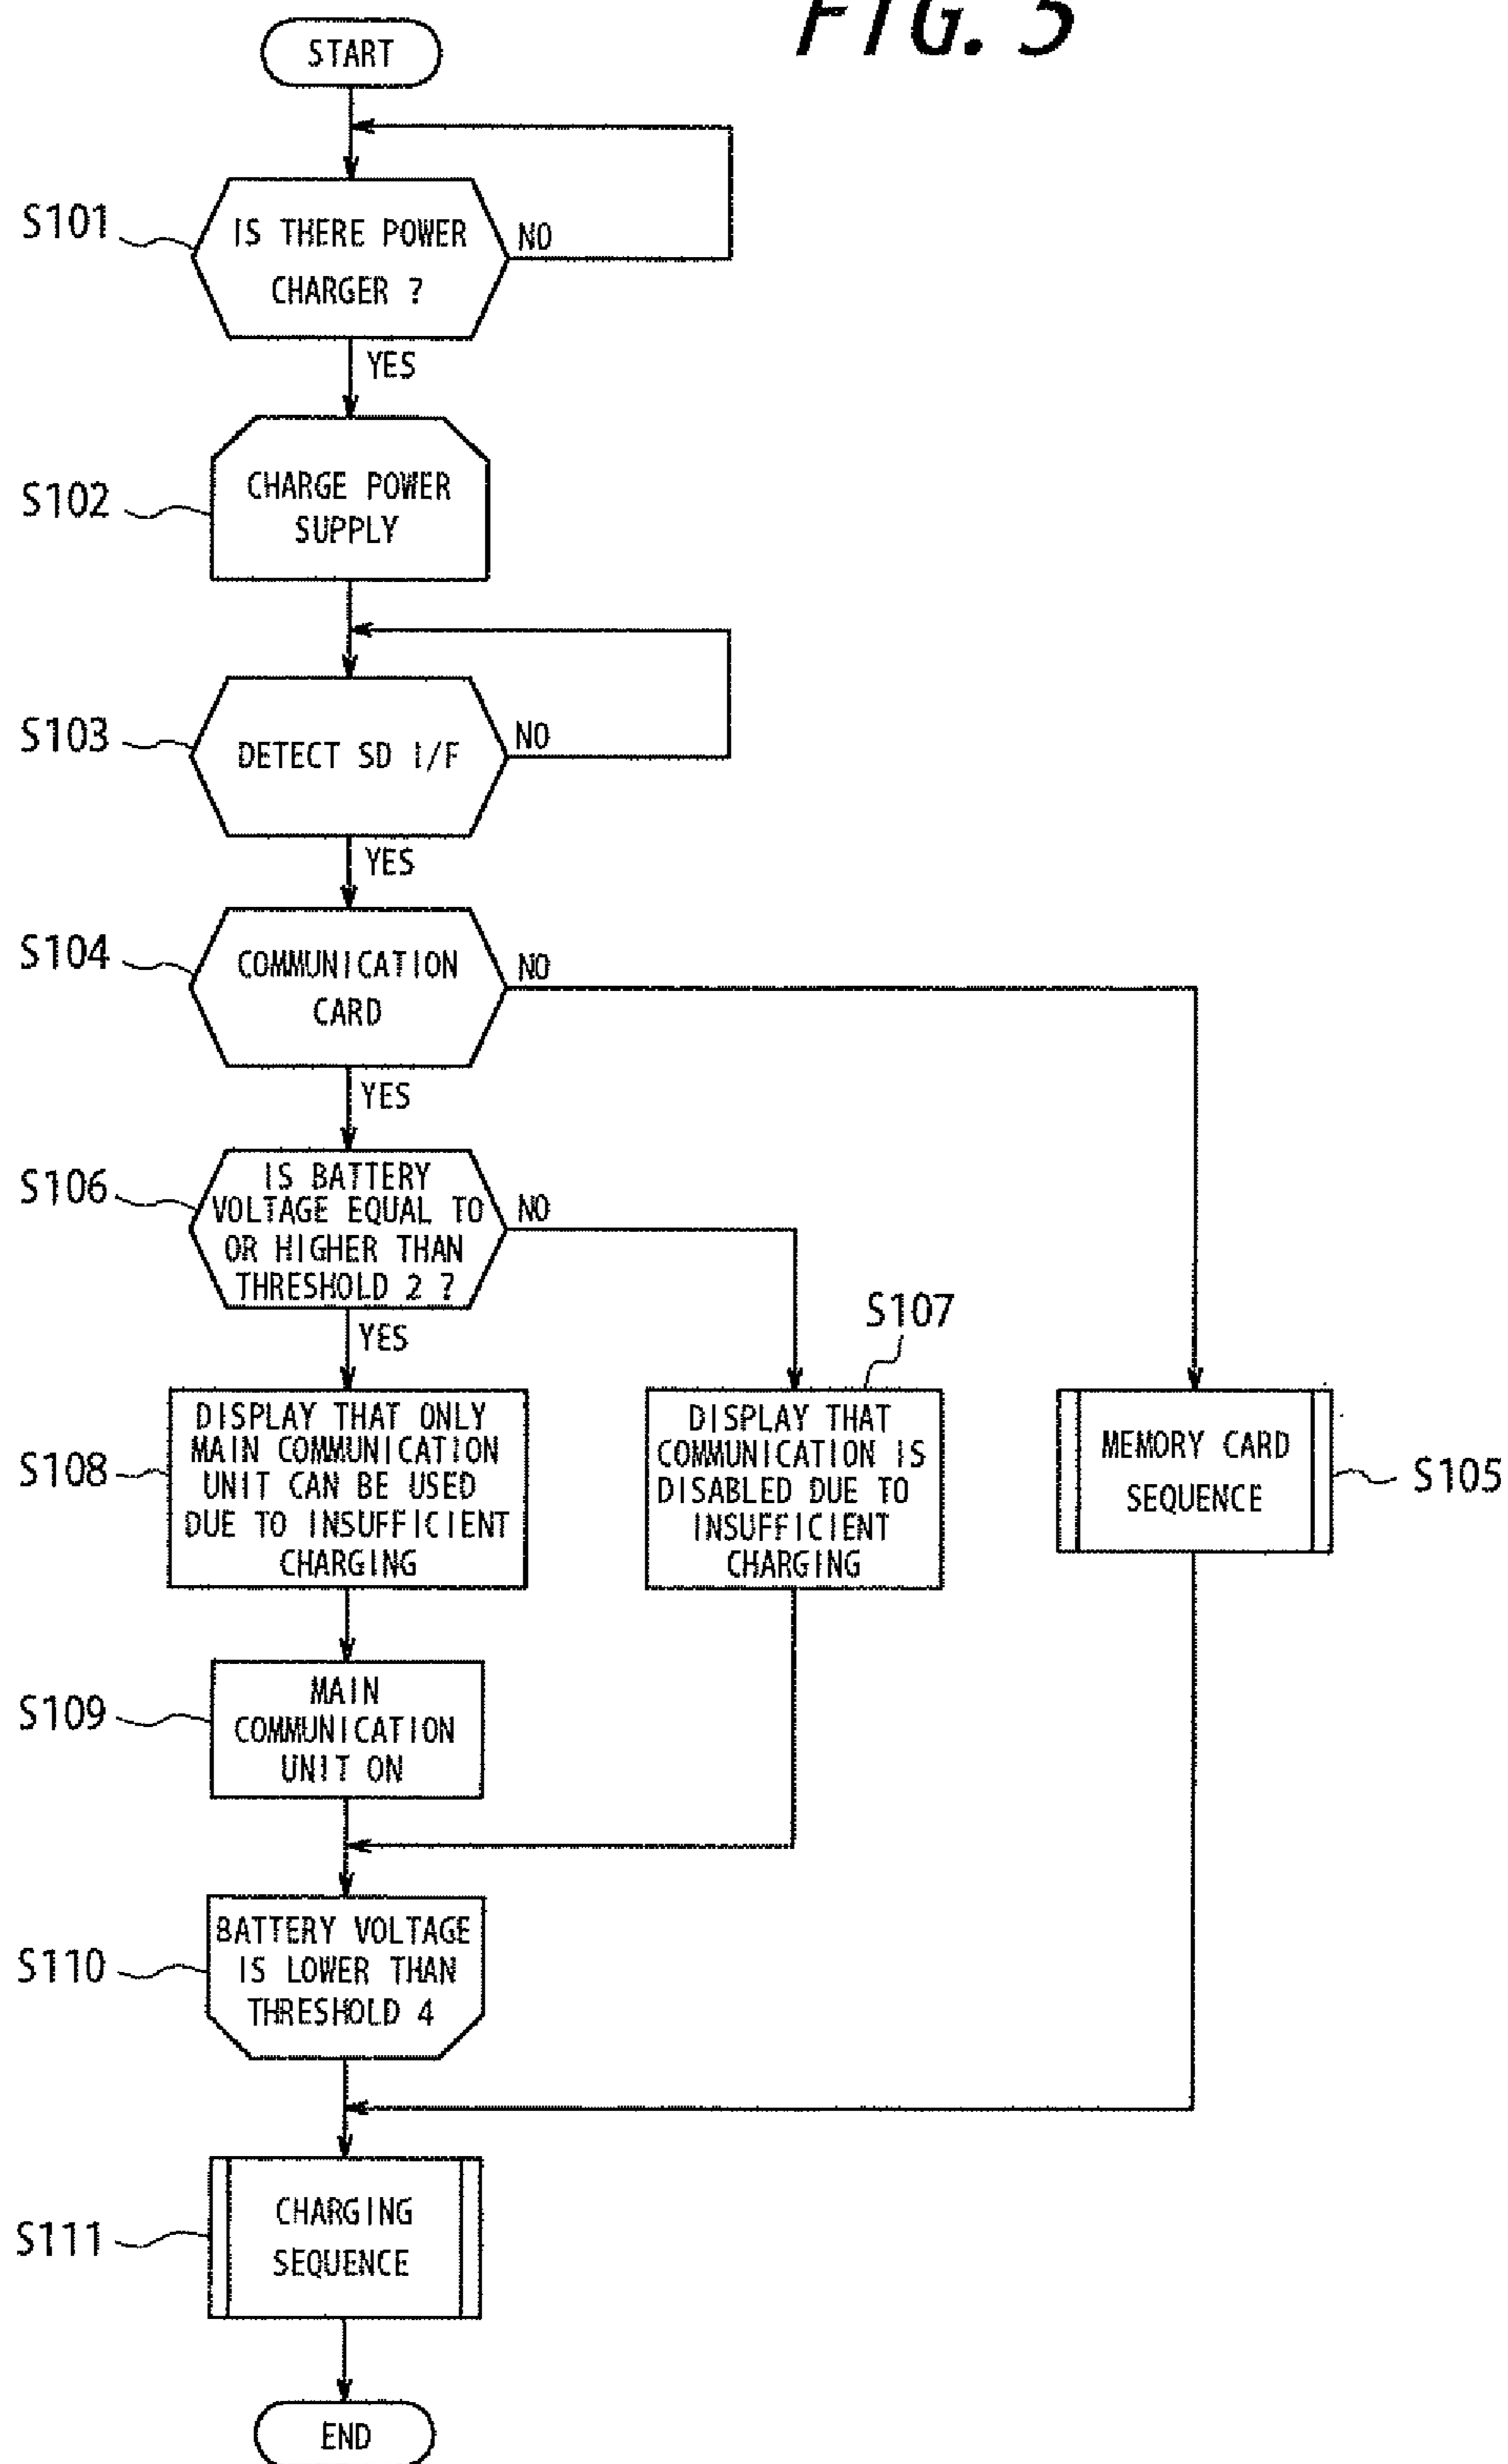 FIG. 5
START
S101
IS THERE POWER
CHARGER ?
NO
YES
S102
CHARGE POWER
SUPPLY
S103
DETECT SD I/F
NO
YES
S104
COMMUNICATION
CARD
NO
YES
S106
IS BATTERY
VOLTAGE EQUAL TO
OR HIGHER THAN
THRESHOLD 2 ?
NO
YES
S107
S108
DISPLAY THAT ONLY
MAIN COMMUNICATION
UNIT CAN BE USED
DUE TO INSUFFICIENT
CHARGING
DISPLAY THAT
COMMUNICATION IS
DISABLED DUE TO
INSUFFICIENT
CHARGING
MEMORY CARD
SEQUENCE
S105
S109
MAIN
COMMUNICATION
UNIT ON
S110
BATTERY VOLTAGE
IS LOWER THAN
THRESHOLD 4
S111
CHARGING
SEQUENCE
END